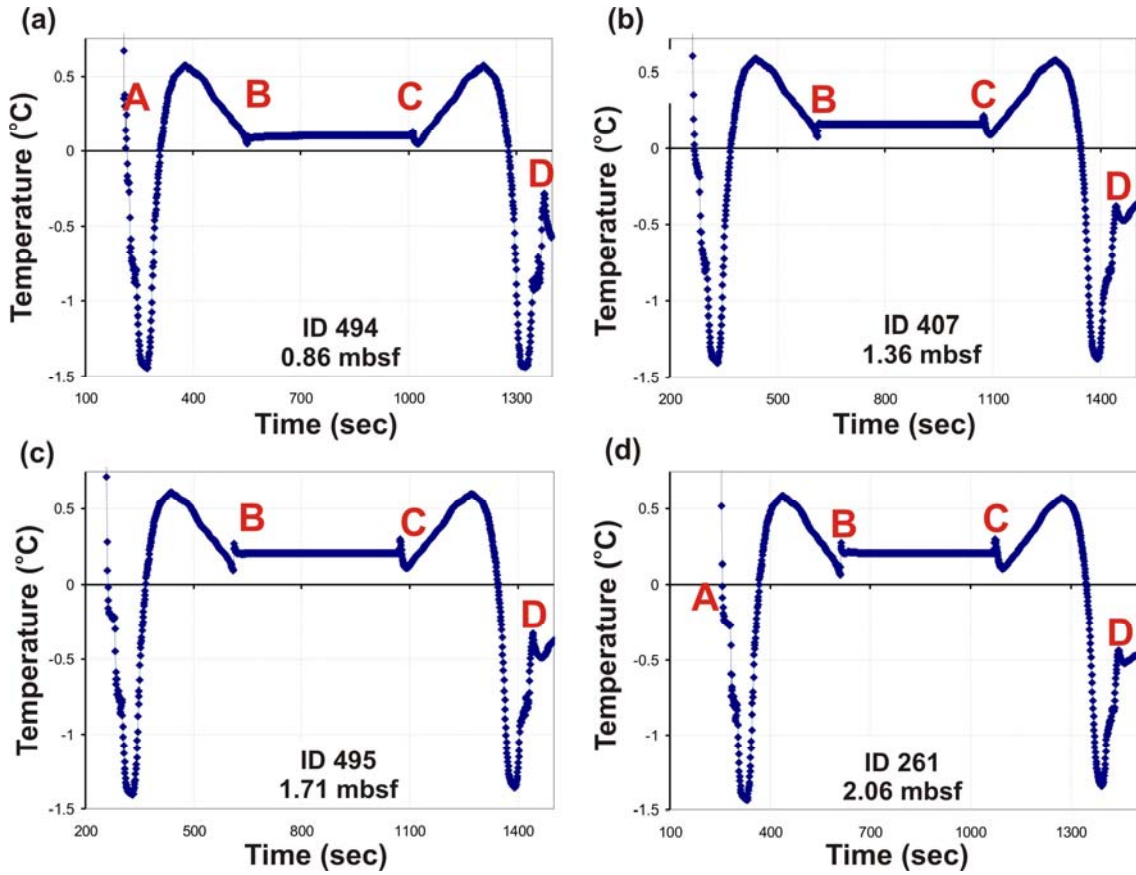 (a)
Temperature (°C)
0.5
0
-0.5
-1
-1.5
A
B
C
D
ID 494
0.86 mbsf
100 400 700 1000 1300
Time (sec)
(b)
Temperature (°C)
0.5
0
-0.5
-1
-1.5
B
C
D
ID 407
1.36 mbsf
200 500 800 1100 1400
Time (sec)
(c)
Temperature (°C)
0.5
0
-0.5
-1
-1.5
B
C
D
ID 495
1.71 mbsf
200 500 800 1100 1400
Time (sec)
(d)
Temperature (°C)
0.5
0
-0.5
-1
-1.5
A
B
C
D
ID 261
2.06 mbsf
100 400 700 1000 1300
Time (sec)